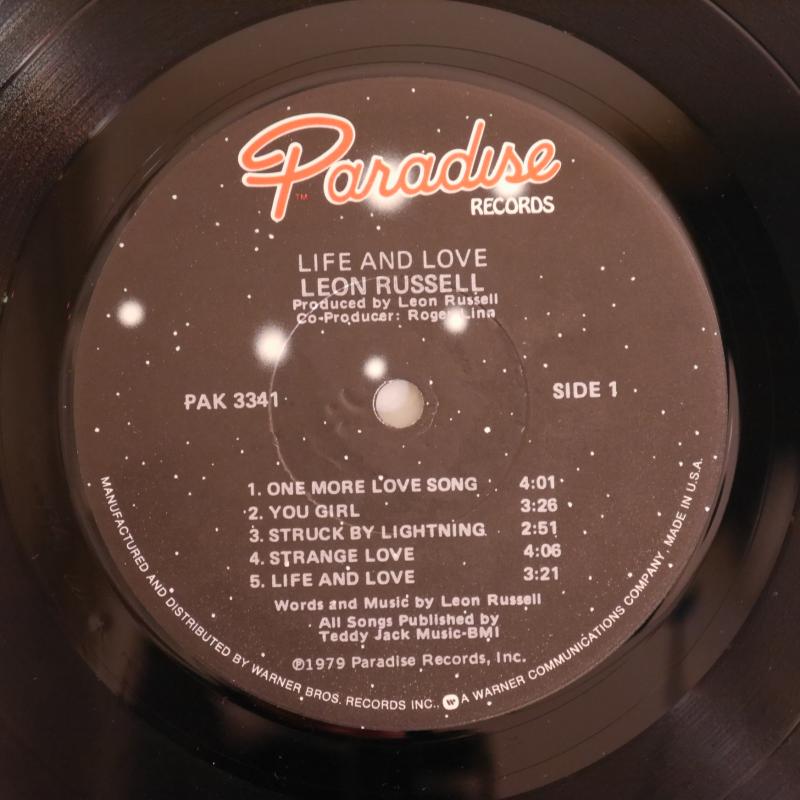 Paradise
TM
RECORDS
LIFE AND LOVE
LEON RUSSELL
Produced by Leon Russell
Co-Producer: Roger Linn
PAK 3341
SIDE 1
1. ONE MORE LOVE SONG 4:01
2. YOU GIRL 3:26
3. STRUCK BY LIGHTNING 2:51
4. STRANGE LOVE 4:06
5. LIFE AND LOVE 3:21
Words and Music by Leon Russell
All Songs Published by
Teddy Jack Music-BMI
℗1979 Paradise Records, Inc.
MANUFACTURED AND DISTRIBUTED BY WARNER BROS. RECORDS INC., W A WARNER COMMUNICATIONS COMPANY. MADE IN U.S.A.